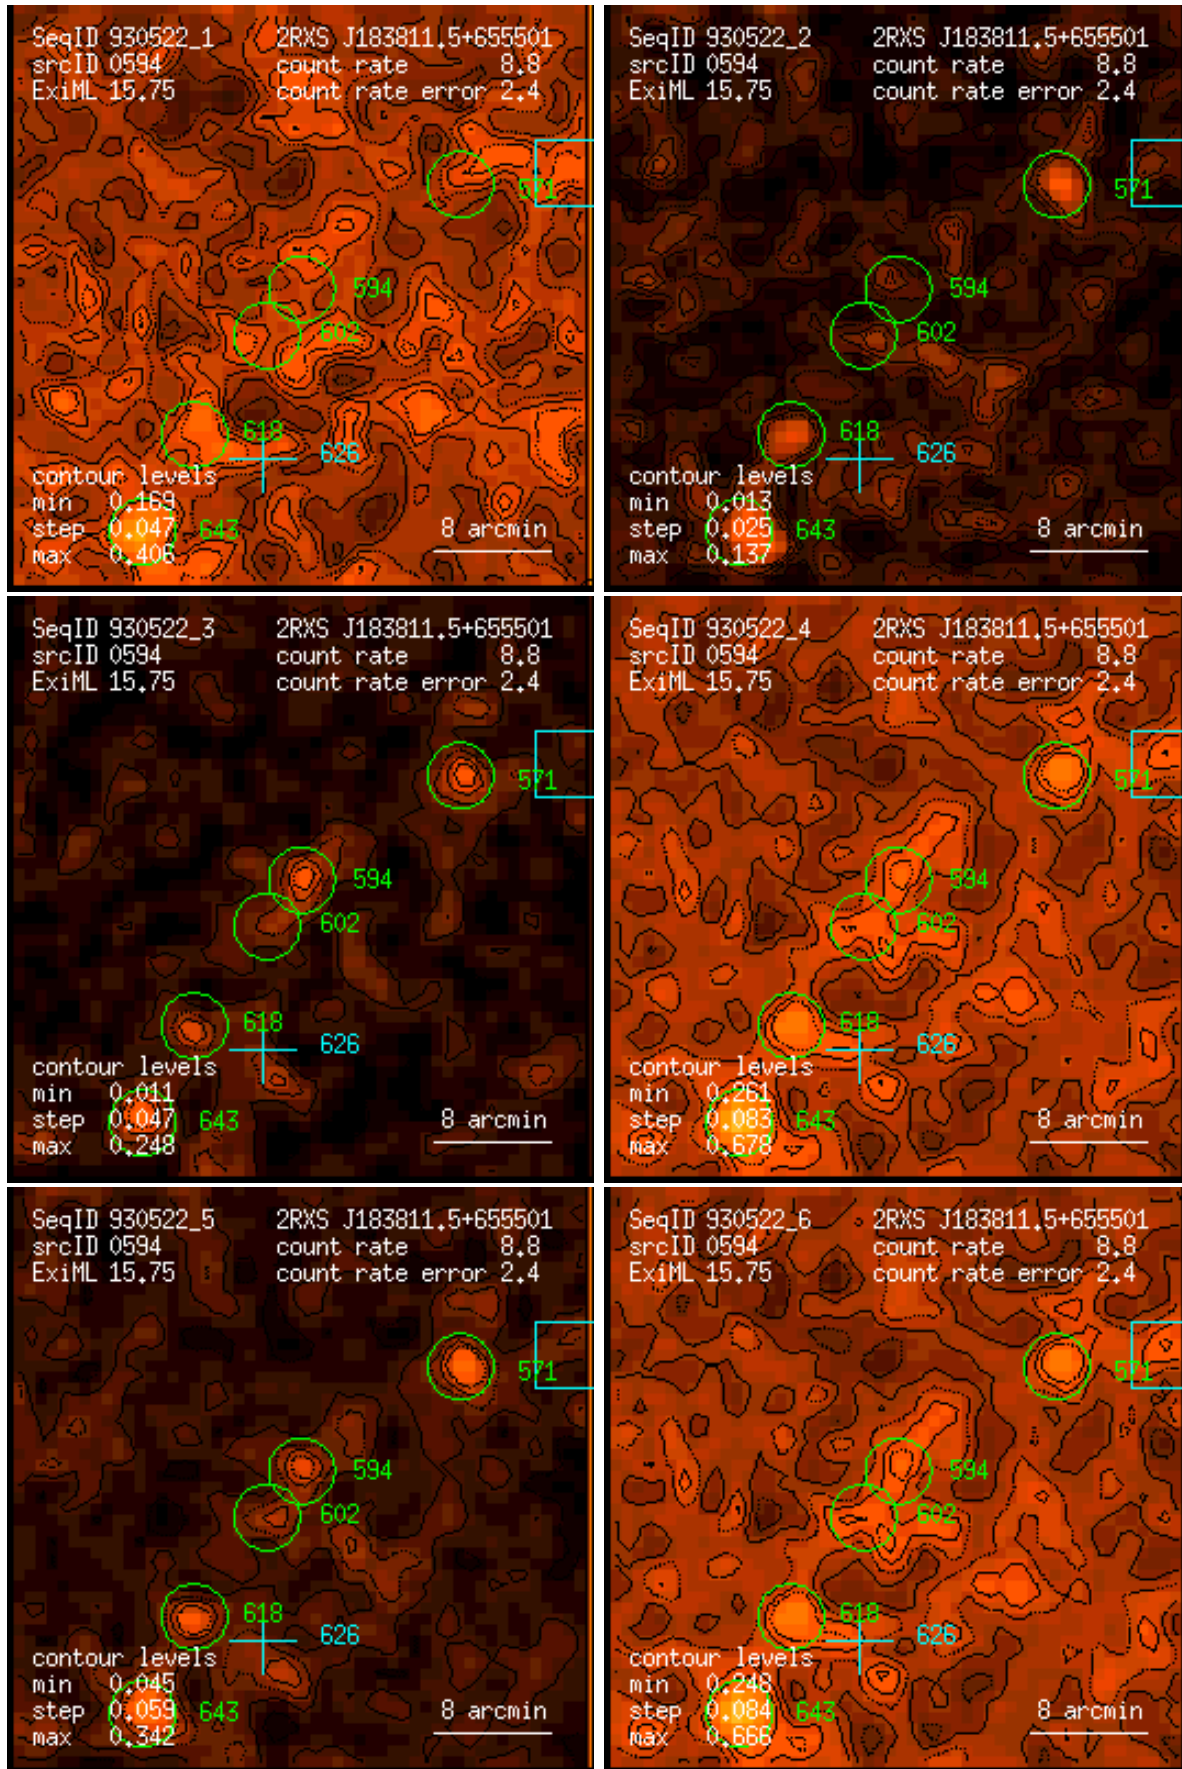 SeqID 930522_1 2RXS J183811.5+655501
srcID 0594 count rate 8.8
ExiML 15.75 count rate error 2.4
571
594
602
618
626
contour levels
min 0.169
step 0.047 643 8 arcmin
max 0.406
SeqID 930522_2 2RXS J183811.5+655501
srcID 0594 count rate 8.8
ExiML 15.75 count rate error 2.4
571
594
602
618
626
contour levels
min 0.013
step 0.025 643 8 arcmin
max 0.137
SeqID 930522_3 2RXS J183811.5+655501
srcID 0594 count rate 8.8
ExiML 15.75 count rate error 2.4
571
594
602
618
626
contour levels
min 0.011
step 0.047 643 8 arcmin
max 0.248
SeqID 930522_4 2RXS J183811.5+655501
srcID 0594 count rate 8.8
ExiML 15.75 count rate error 2.4
571
594
602
618
626
contour levels
min 0.261
step 0.083 643 8 arcmin
max 0.678
SeqID 930522_5 2RXS J183811.5+655501
srcID 0594 count rate 8.8
ExiML 15.75 count rate error 2.4
571
594
602
618
626
contour levels
min 0.045
step 0.059 643 8 arcmin
max 0.342
SeqID 930522_6 2RXS J183811.5+655501
srcID 0594 count rate 8.8
ExiML 15.75 count rate error 2.4
571
594
602
618
626
contour levels
min 0.248
step 0.084 643 8 arcmin
max 0.666